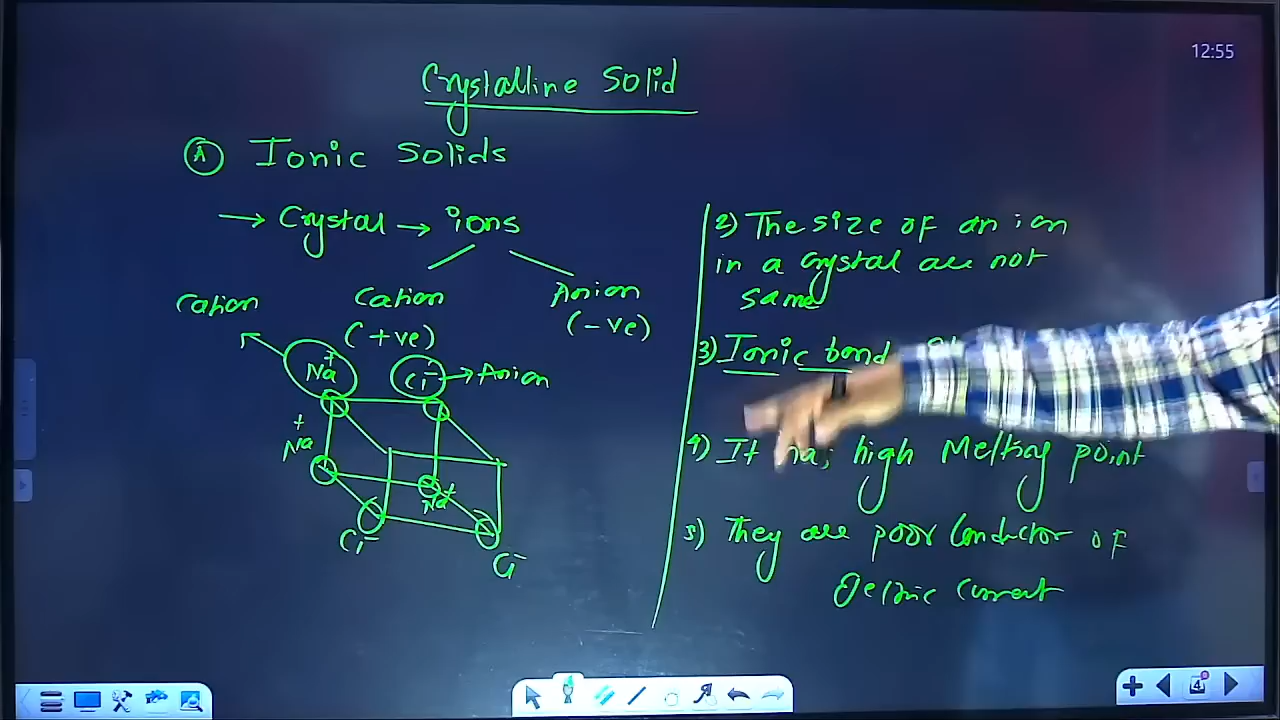 12:55
Crystalline Solid
A Ionic Solids
→ Crystal → ions
Cation
(+ve)
Anion
(-ve)
Cation
Na+
Cl-
→ Anion
Na+
Na+
Cl-
Cl-
2) The size of an ion
in a crystal are not
same
3) Ionic bond
4) It has high Melting point
5) They are poor Conductor of
Current
4